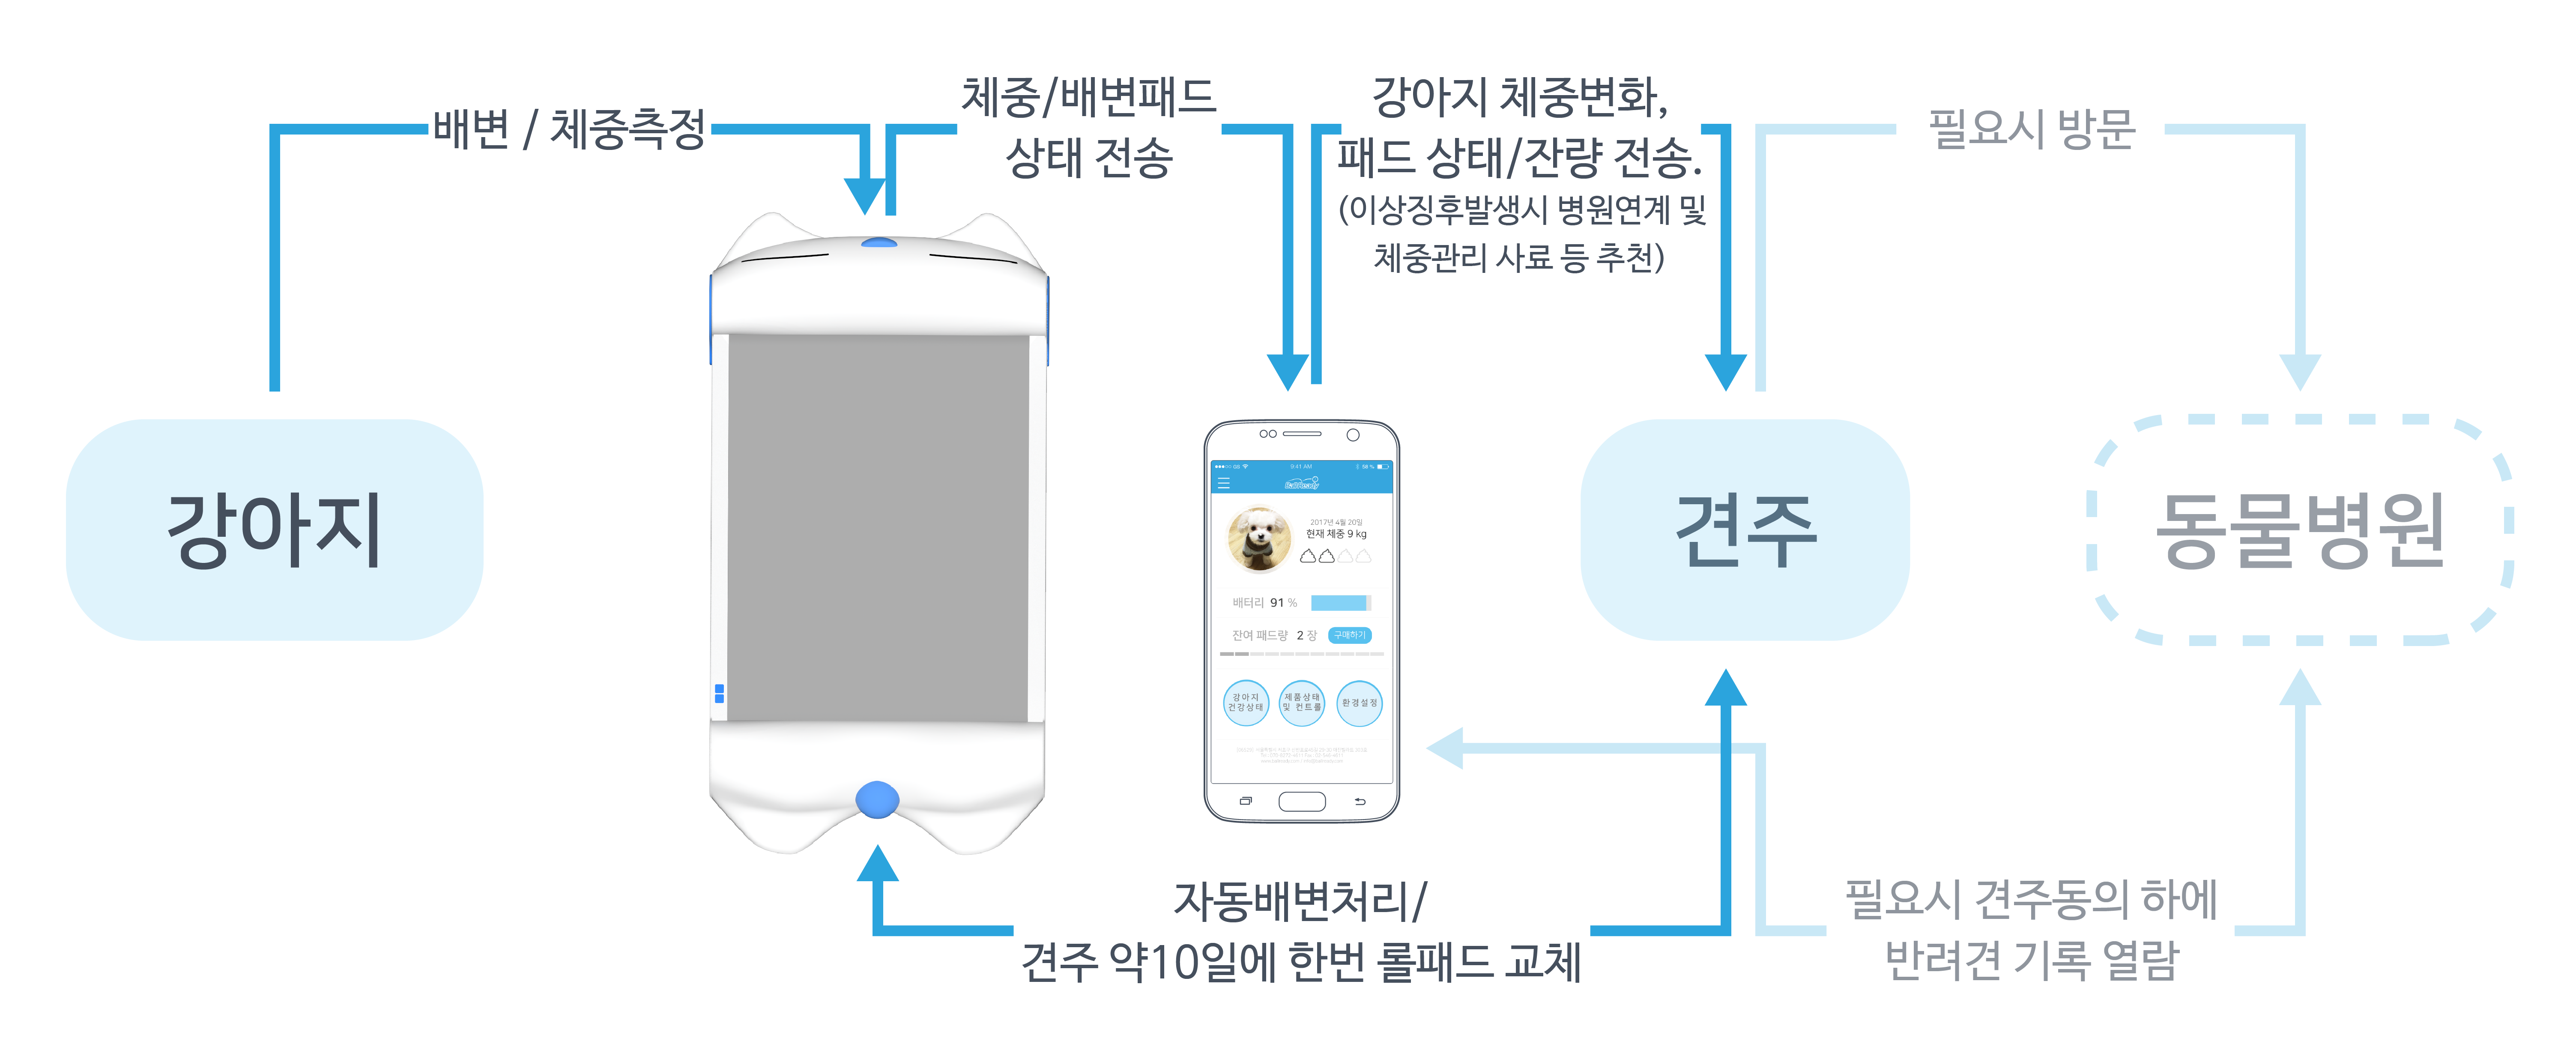 배변 / 체중측정
체중/배변패드
상태 전송
강아지 체중변화,
패드 상태/잔량 전송.
(이상징후발생시 병원연계 및
체중관리 사료 등 추천)
필요시 방문
강아지
9:41 AM
56 %
2017년 4월 20일
현재 체중 9 kg
배터리 91 %
잔여 패드량 2 장 구매하기
강아지
건강상태
제품상태
및 컨트롤
환경설정
견주
동물병원
자동배변처리/
견주 약10일에 한번 롤패드 교체
필요시 견주동의 하에
반려견 기록 열람